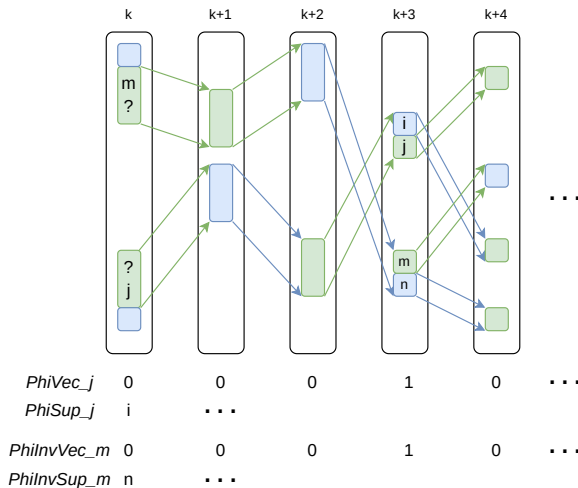 k k+1 k+2 k+3 k+4
m
?
i
j
?
j
m
n
...
PhiVec_j 0 0 0 1 0 ...
PhiSup_j i ...
PhiInvVec_m 0 0 0 1 0 ...
PhiInvSup_m n ...